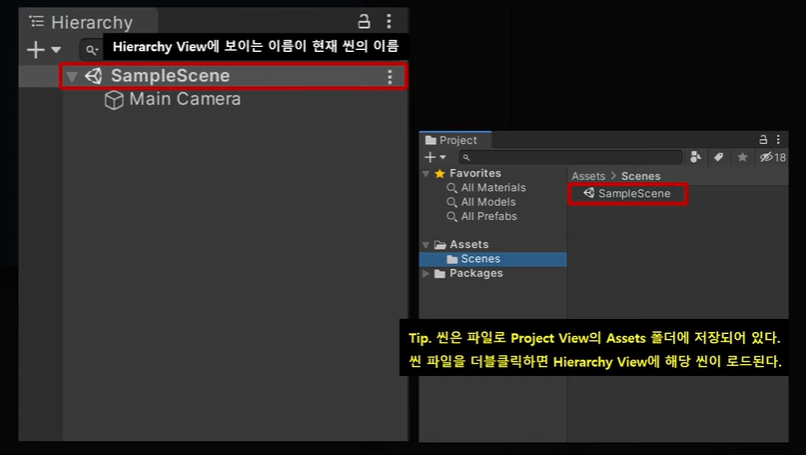 Hierarchy
Hierarchy View에 보이는 이름이 현재 씬의 이름
SampleScene
Main Camera
Project
18
Favorites
All Materials
All Models
All Prefabs
Assets
Scenes
Packages
Assets > Scenes
SampleScene
Tip. 씬은 파일로 Project View의 Assets 폴더에 저장되어 있다.
씬 파일을 더블클릭하면 Hierarchy View에 해당 씬이 로드된다.